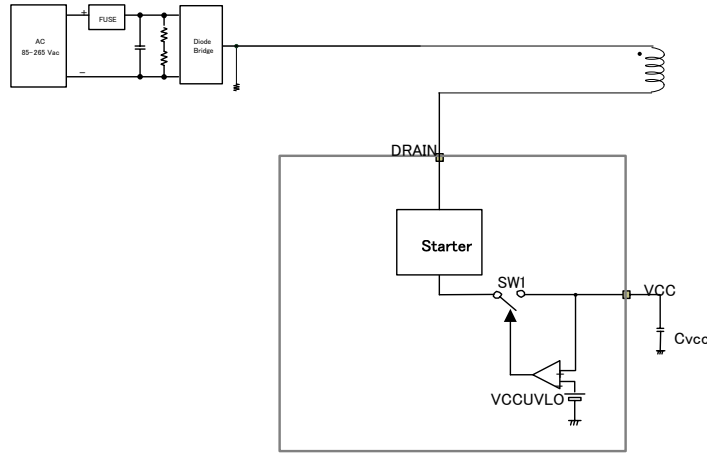 +
FUSE
AC
85-265 Vac
Diode
Bridge
−
DRAIN
Starter
SW1
VCC
Cvcc
+
VCCUVLO